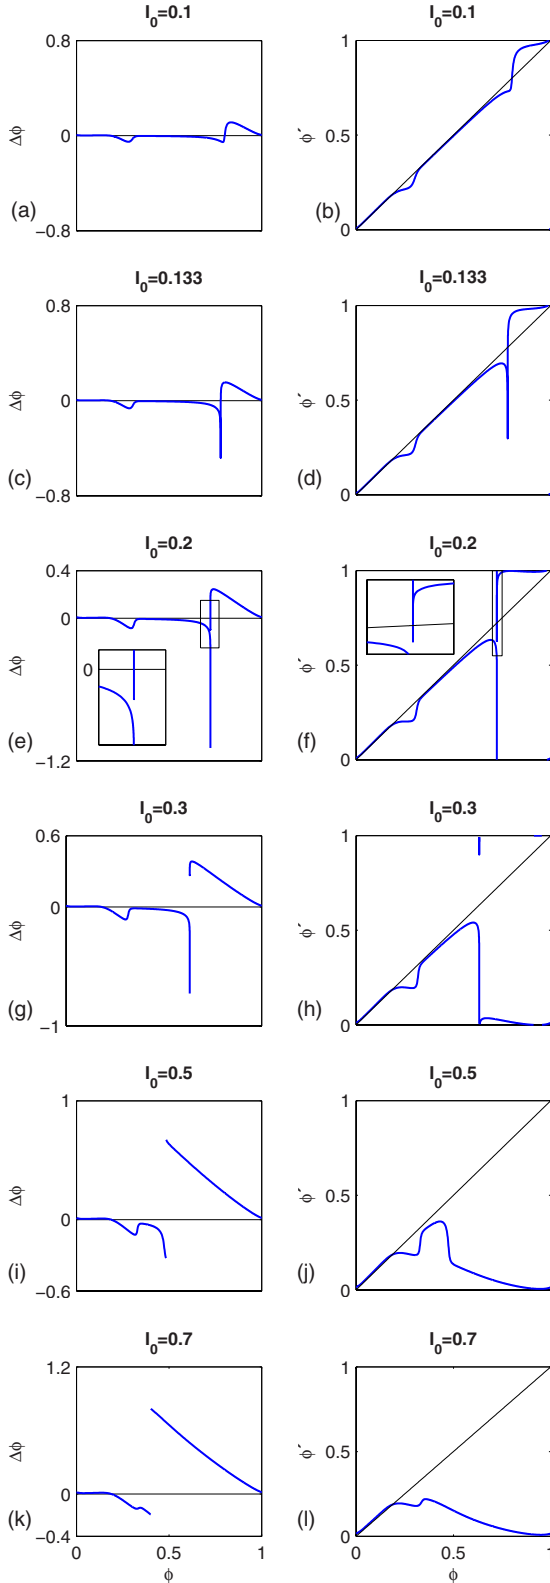 I0=0.1 I0=0.1
0.8 1
Δϕ 0 ϕ´ 0.5
(a) −0.8 (b) 0
I0=0.133 I0=0.133
0.8 1
Δϕ 0 ϕ´ 0.5
(c) −0.8 (d) 0
I0=0.2 I0=0.2
0.4 1
Δϕ 0 ϕ´ 0.5
0
(e) −1.2 (f) 0
I0=0.3 I0=0.3
0.6 1
Δϕ 0 ϕ´ 0.5
(g) −1 (h) 0
I0=0.5 I0=0.5
1 1
Δϕ 0 ϕ´ 0.5
(i) −0.6 (j) 0
I0=0.7 I0=0.7
1.2 1
Δϕ 0 ϕ´ 0.5
(k) −0.4 (l) 0
0 0.5 1 0 0.5 1
ϕ ϕ